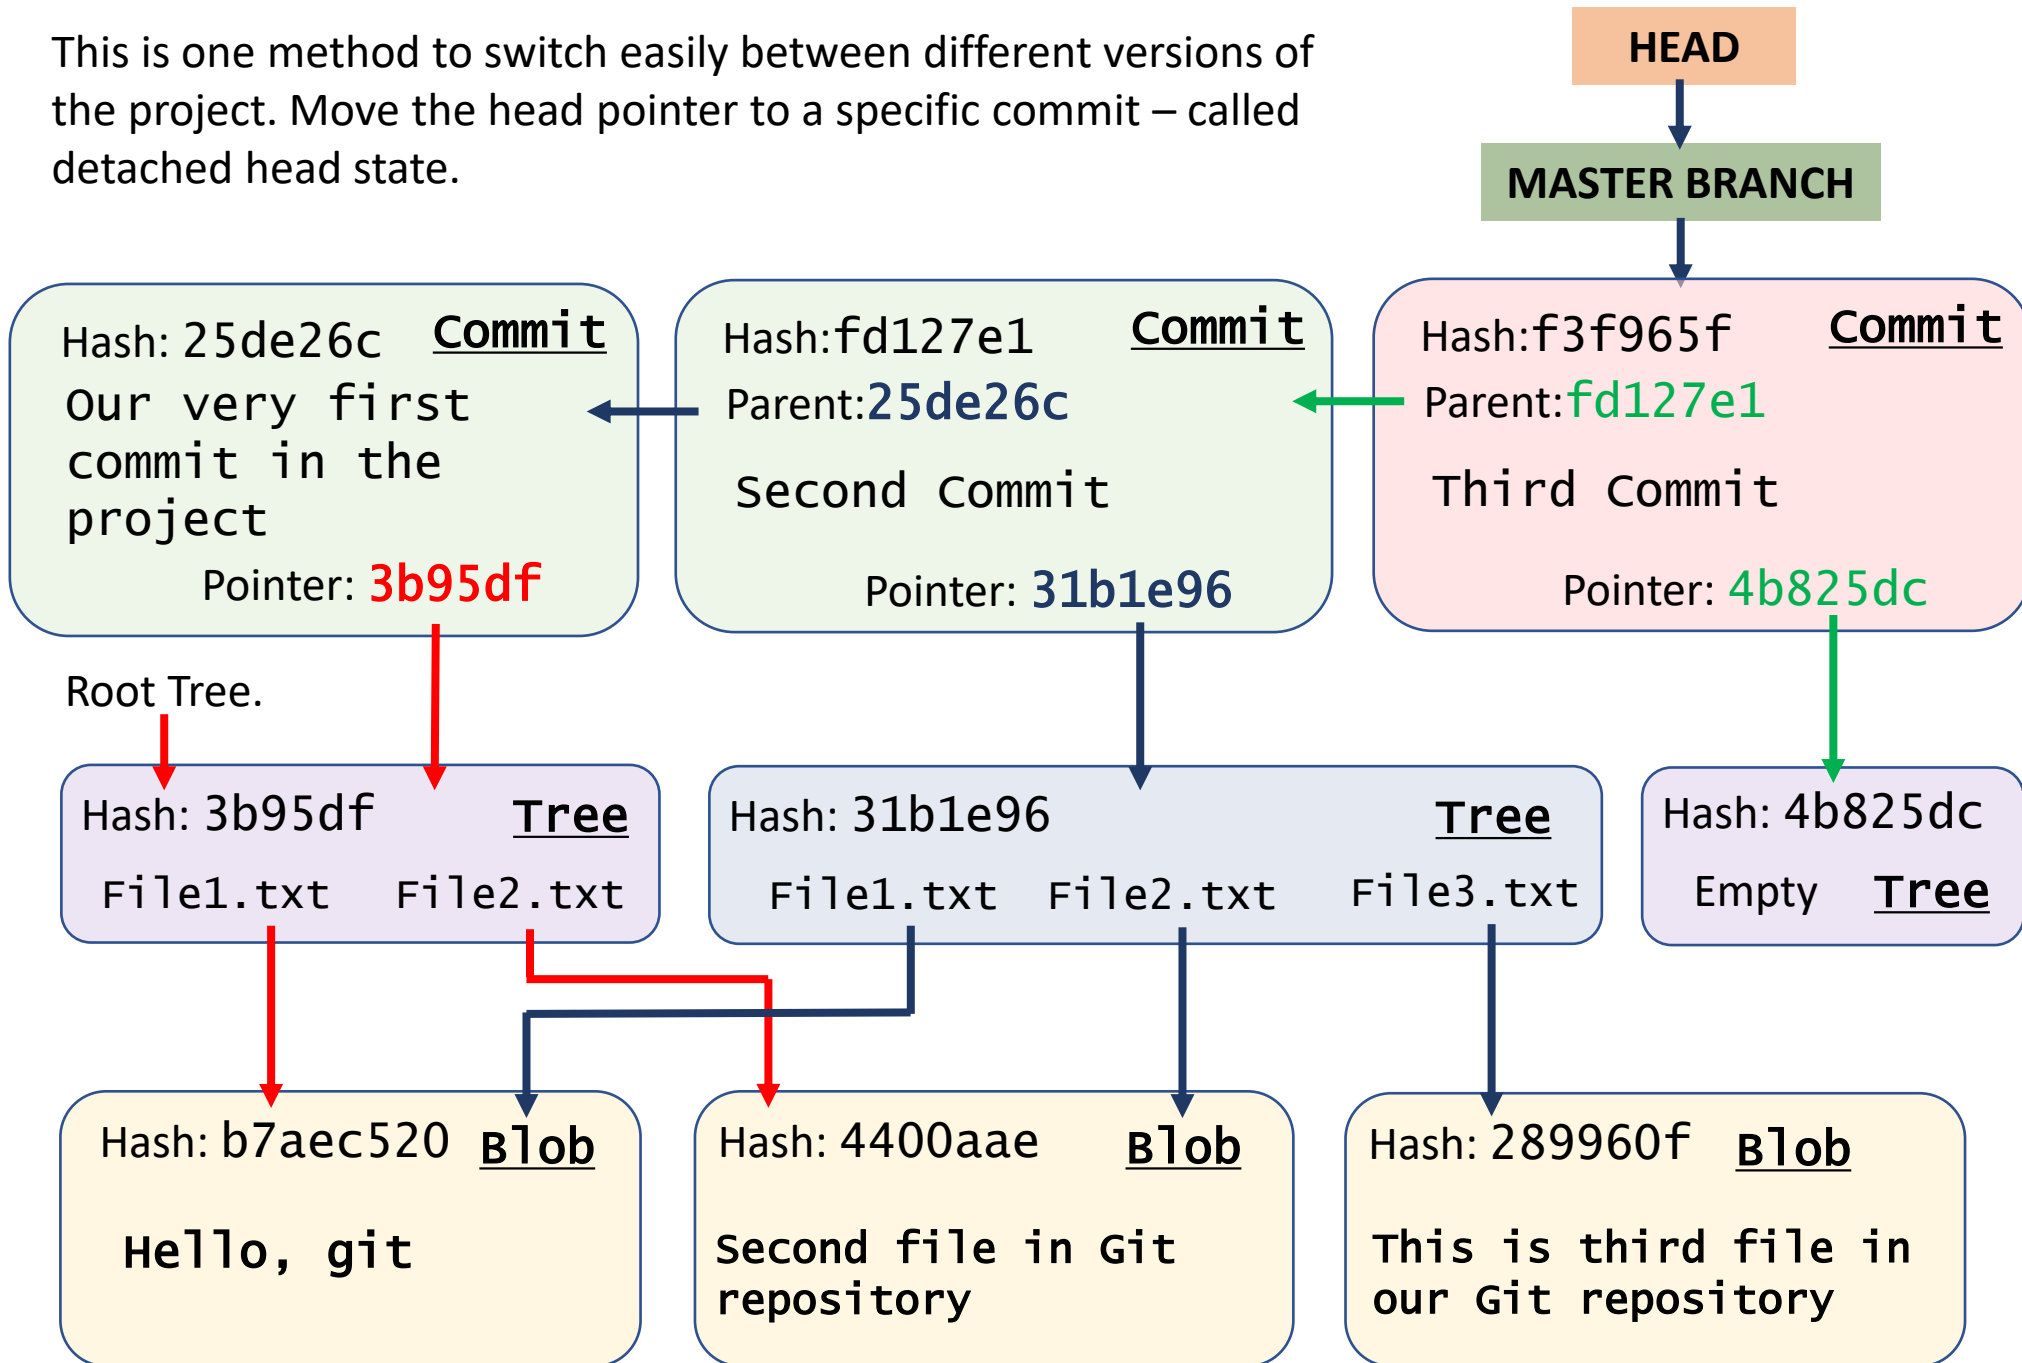 This is one method to switch easily between different versions of
the project. Move the head pointer to a specific commit – called
detached head state.
HEAD
MASTER BRANCH
Hash: 25de26c Commit
Our very first
commit in the
project
Pointer: 3b95df
Hash:fd127e1 Commit
Parent:25de26c
Second Commit
Pointer: 31b1e96
Hash:f3f965f Commit
Parent:fd127e1
Third Commit
Pointer: 4b825dc
Root Tree.
Hash: 3b95df Tree
File1.txt File2.txt
Hash: 31b1e96 Tree
File1.txt File2.txt File3.txt
Hash: 4b825dc
Empty Tree
Hash: b7aec520 Blob
Hello, git
Hash: 4400aae Blob
Second file in Git
repository
Hash: 289960f Blob
This is third file in
our Git repository